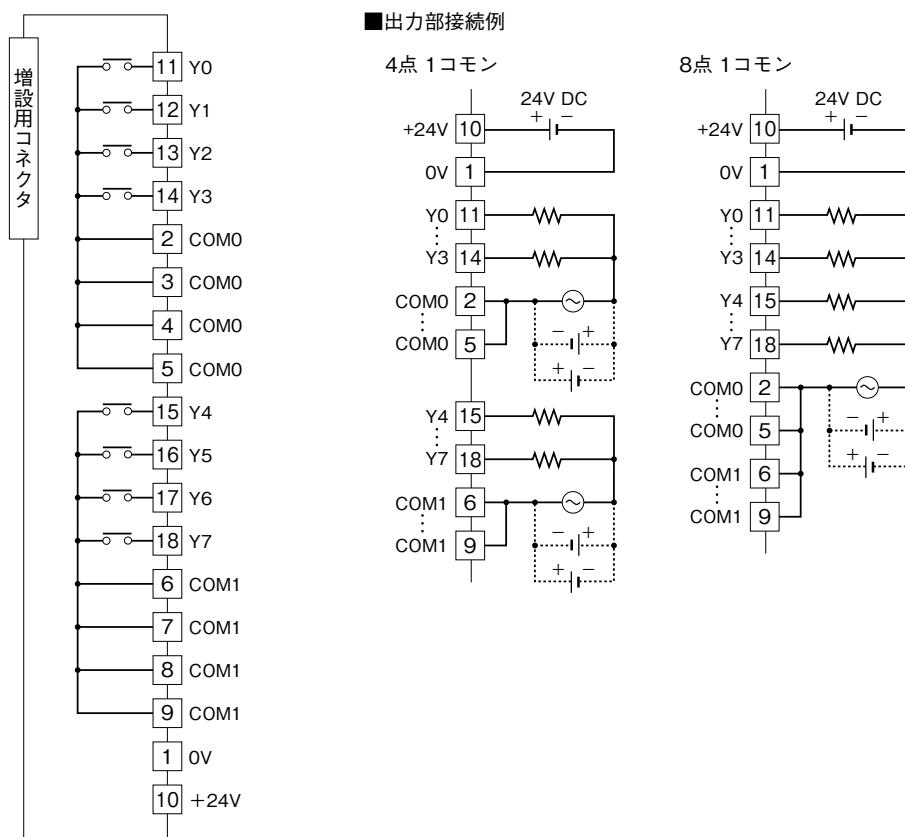 増設用コネクタ
11 Y0
12 Y1
13 Y2
14 Y3
2 COM0
3 COM0
4 COM0
5 COM0
15 Y4
16 Y5
17 Y6
18 Y7
6 COM1
7 COM1
8 COM1
9 COM1
1 0V
10 +24V
■出力部接続例
4点 1コモン
24V DC
+ −
+24V 10
0V 1
Y0 11
Y3 14
COM0 2
COM0 5
− +
+ −
Y4 15
Y7 18
COM1 6
COM1 9
− +
+ −
8点 1コモン
24V DC
+ −
+24V 10
0V 1
Y0 11
Y3 14
Y4 15
Y7 18
COM0 2
COM0 5
COM1 6
COM1 9
− +
+ −